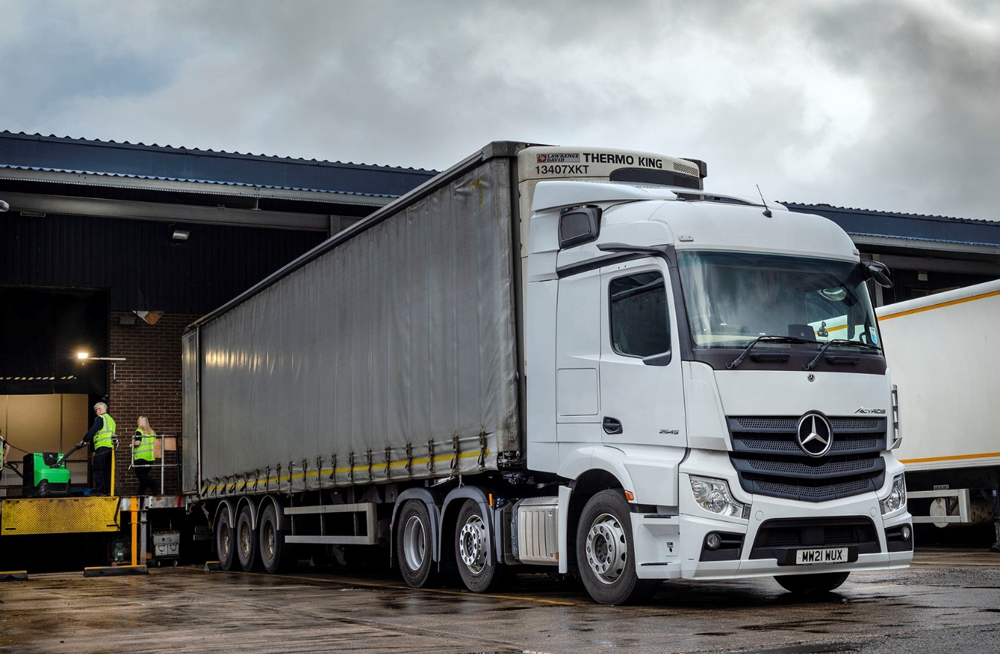 LAWRENCE
DAVID
THERMO KING
13407XKT
ACTROS
2545
MW21 WUX